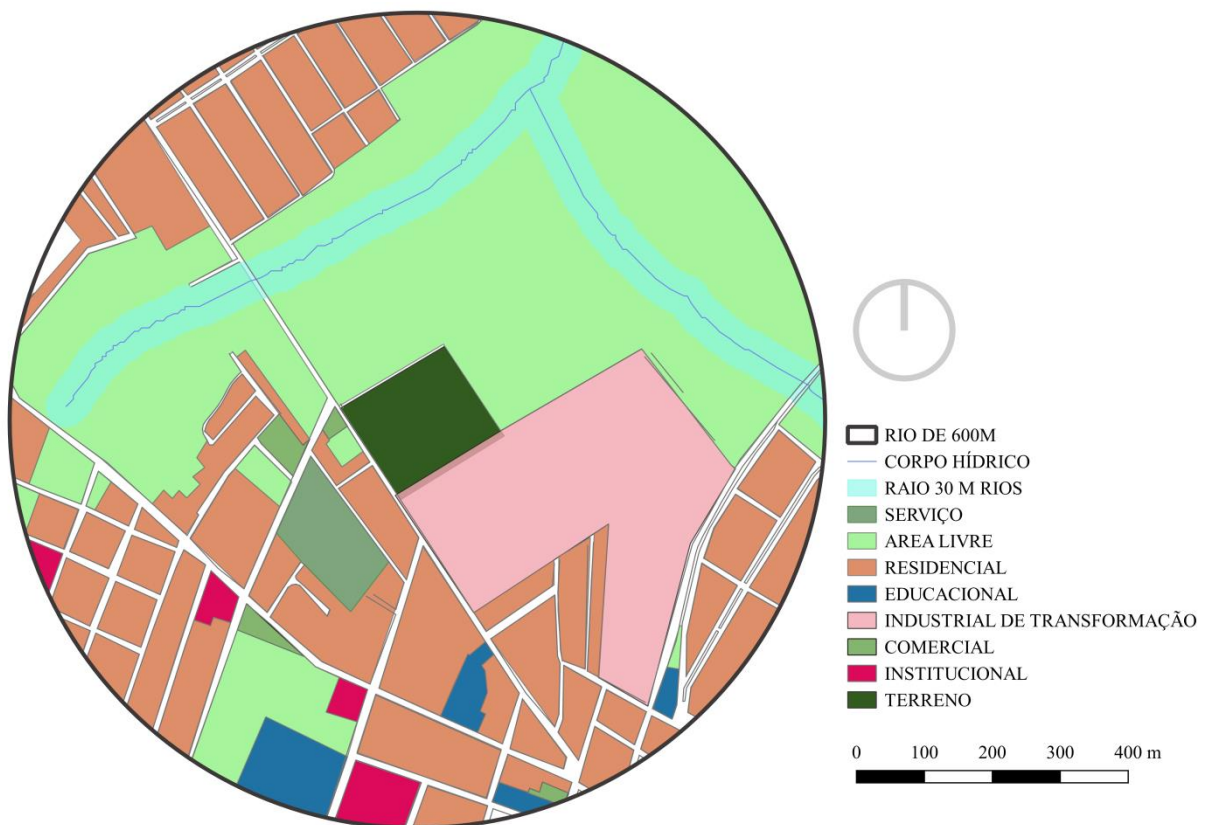 RIO DE 600M
CORPO HÍDRICO
RAIO 30 M RIOS
SERVIÇO
AREA LIVRE
RESIDENCIAL
EDUCACIONAL
INDUSTRIAL DE TRANSFORMAÇÃO
COMERCIAL
INSTITUCIONAL
TERRENO
0 100 200 300 400 m